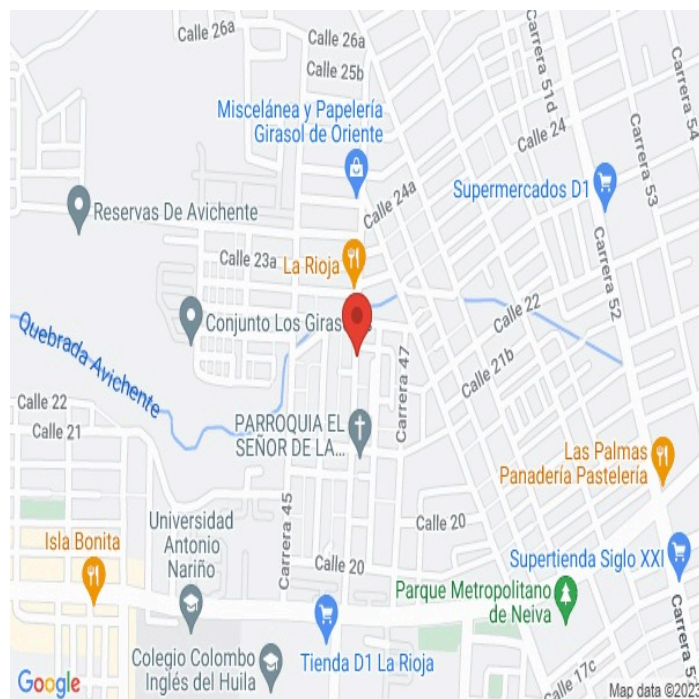 Calle 26a
Calle 26a
Carrera 51d
Carrera 54
Calle 25b
Miscelánea y Papelería
Girasol de Oriente
Calle 24
Carrera 53
Supermercados D1
Reservas De Avichente
Calle 24a
Calle 23a
La Rioja
Carrera 52
Quebrada Avichente
Conjunto Los
Calle 22
Calle 21b
Carrera 47
Calle 22
Calle 21
PARROQUIA EL
SEÑOR DE LA...
Las Palmas
Panadería Pastelería
Carrera 45
Universidad
Antonio
Nariño
Calle 20
Isla Bonita
Calle 20
Supertienda Siglo XXI
Parque Metropolitano
de Neiva
Tienda D1 La Rioja
Colegio Colombo
Inglés del Huila
Calle 17c
Google
Map data